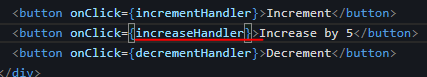 <button onClick={incrementHandler}>Increment</button>
<button onClick={increaseHandler}>Increase by 5</button>
<button onClick={decrementHandler}>Decrement</button>
</div>